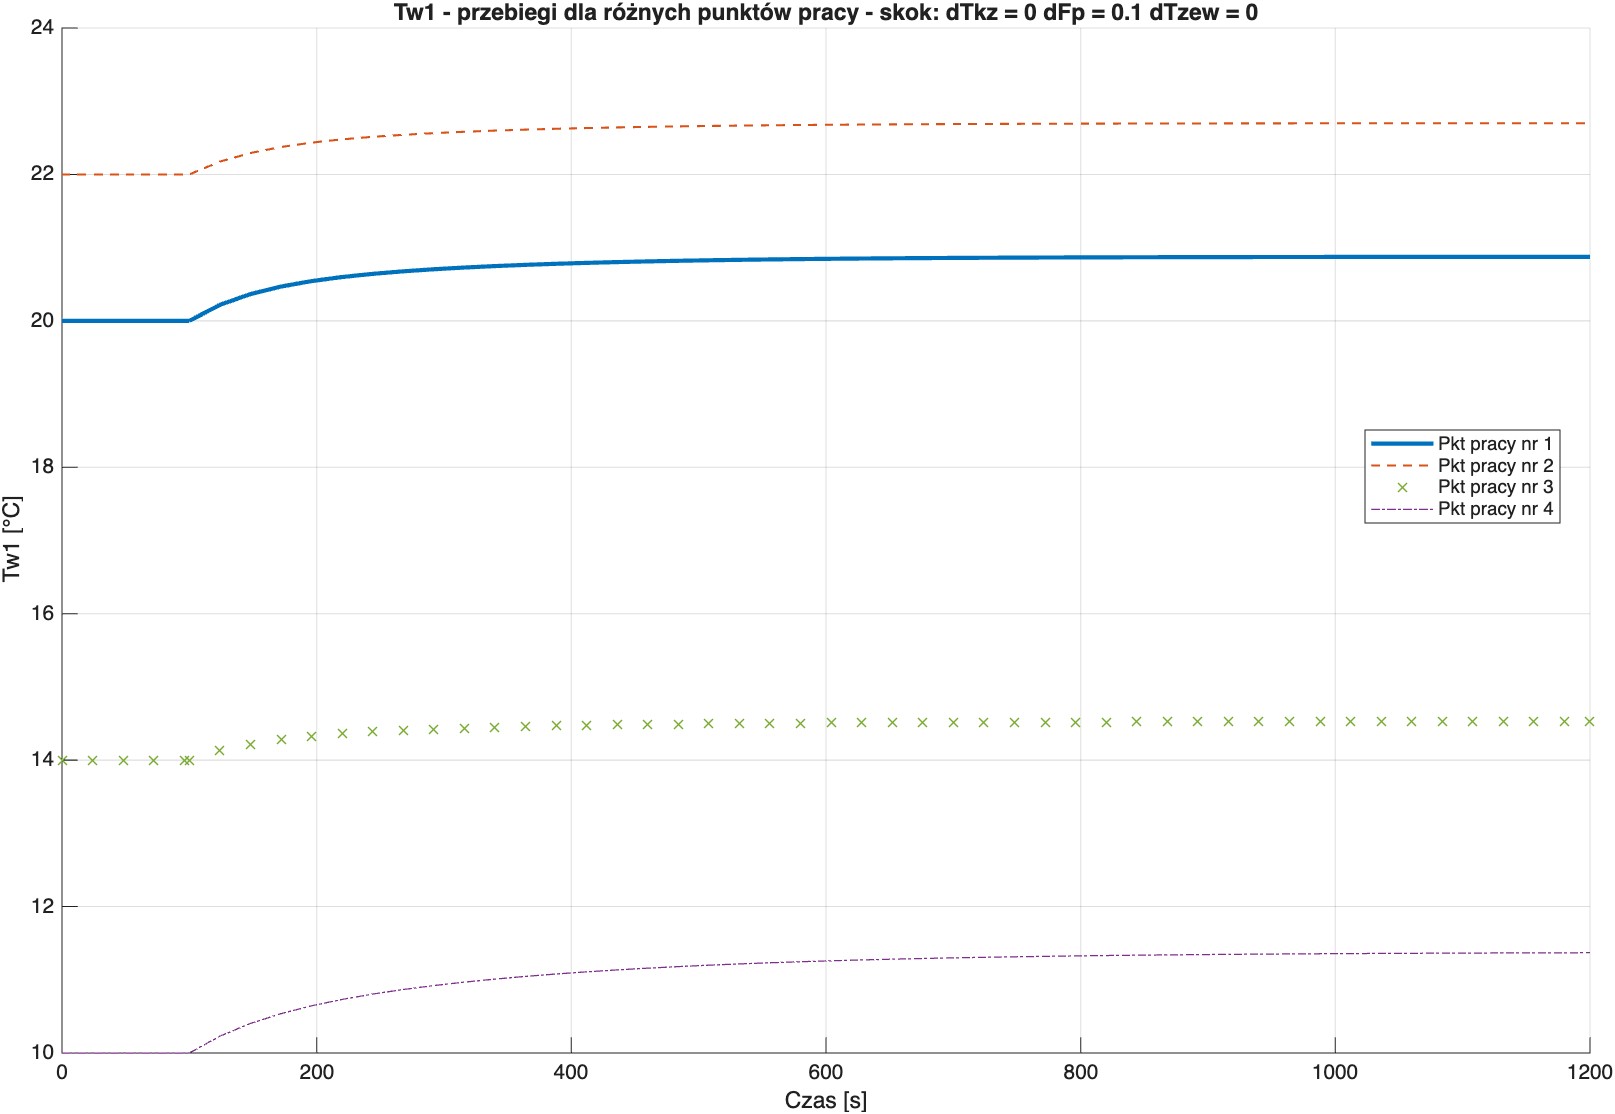 Tw1 - przebiegi dla różnych punktów pracy - skok: dTkz = 0 dFp = 0.1 dTzew = 0
24
22
20
18
16
14
12
10
Tw1 [°C]
Pkt pracy nr 1
Pkt pracy nr 2
Pkt pracy nr 3
Pkt pracy nr 4
0
200
400
600
800
1000
1200
Czas [s]